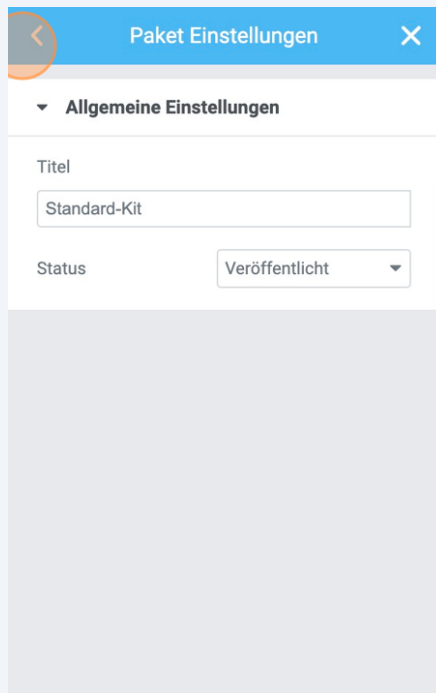 Paket Einstellungen
Allgemeine Einstellungen
Titel
Standard-Kit
Status Veröffentlicht